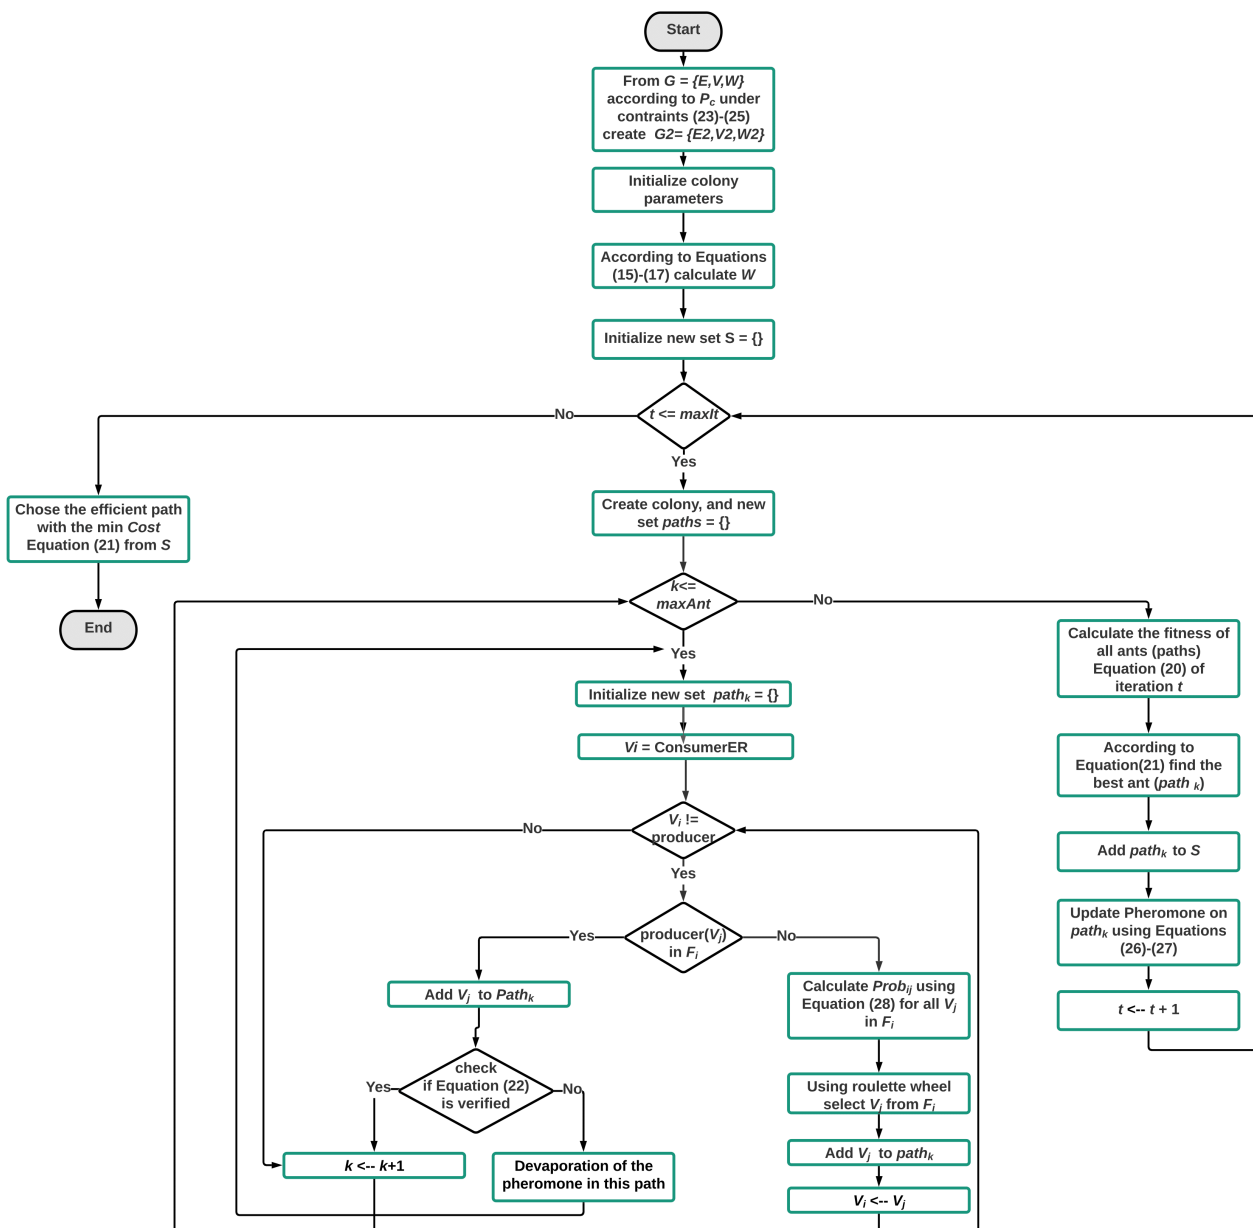 Start
From G = {E,V,W}
according to Pc under
contraints (23)-(25)
create G2= {E2,V2,W2}
Initialize colony
parameters
According to Equations
(15)-(17) calculate W
Initialize new set S = {}
t <= maxIt
No
Yes
Chose the efficient path
with the min Cost
Equation (21) from S
End
Create colony, and new
set paths = {}
k<=
maxAnt
No
Yes
Calculate the fitness of
all ants (paths)
Equation (20) of
iteration t
According to
Equation(21) find the
best ant (path k)
Add pathk to S
Update Pheromone on
pathk using Equations
(26)-(27)
t <-- t + 1
Initialize new set pathk = {}
Vi = ConsumerER
Vi !=
producer
No
Yes
producer(Vj)
in Fi
Yes
No
Add Vj to Pathk
check
if Equation (22)
is verified
Yes
No
k <-- k+1
Devaporation of the
pheromone in this path
Calculate Probij using
Equation (28) for all Vj
in Fi
Using roulette wheel
select Vj from Fi
Add Vj to pathk
Vi <-- Vj